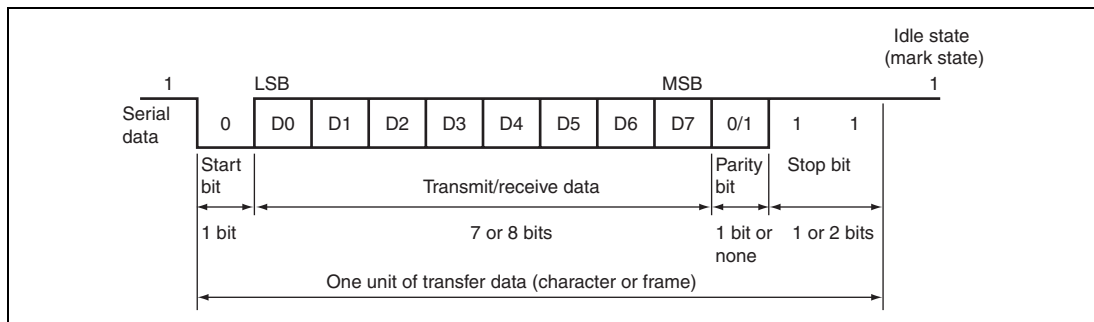 Idle state
(mark state)
1 LSB MSB 1
Serial
data
0 D0 D1 D2 D3 D4 D5 D6 D7 0/1 1 1
Start
bit
Transmit/receive data
Parity
bit
Stop bit
1 bit
7 or 8 bits
1 bit or
none
1 or 2 bits
One unit of transfer data (character or frame)